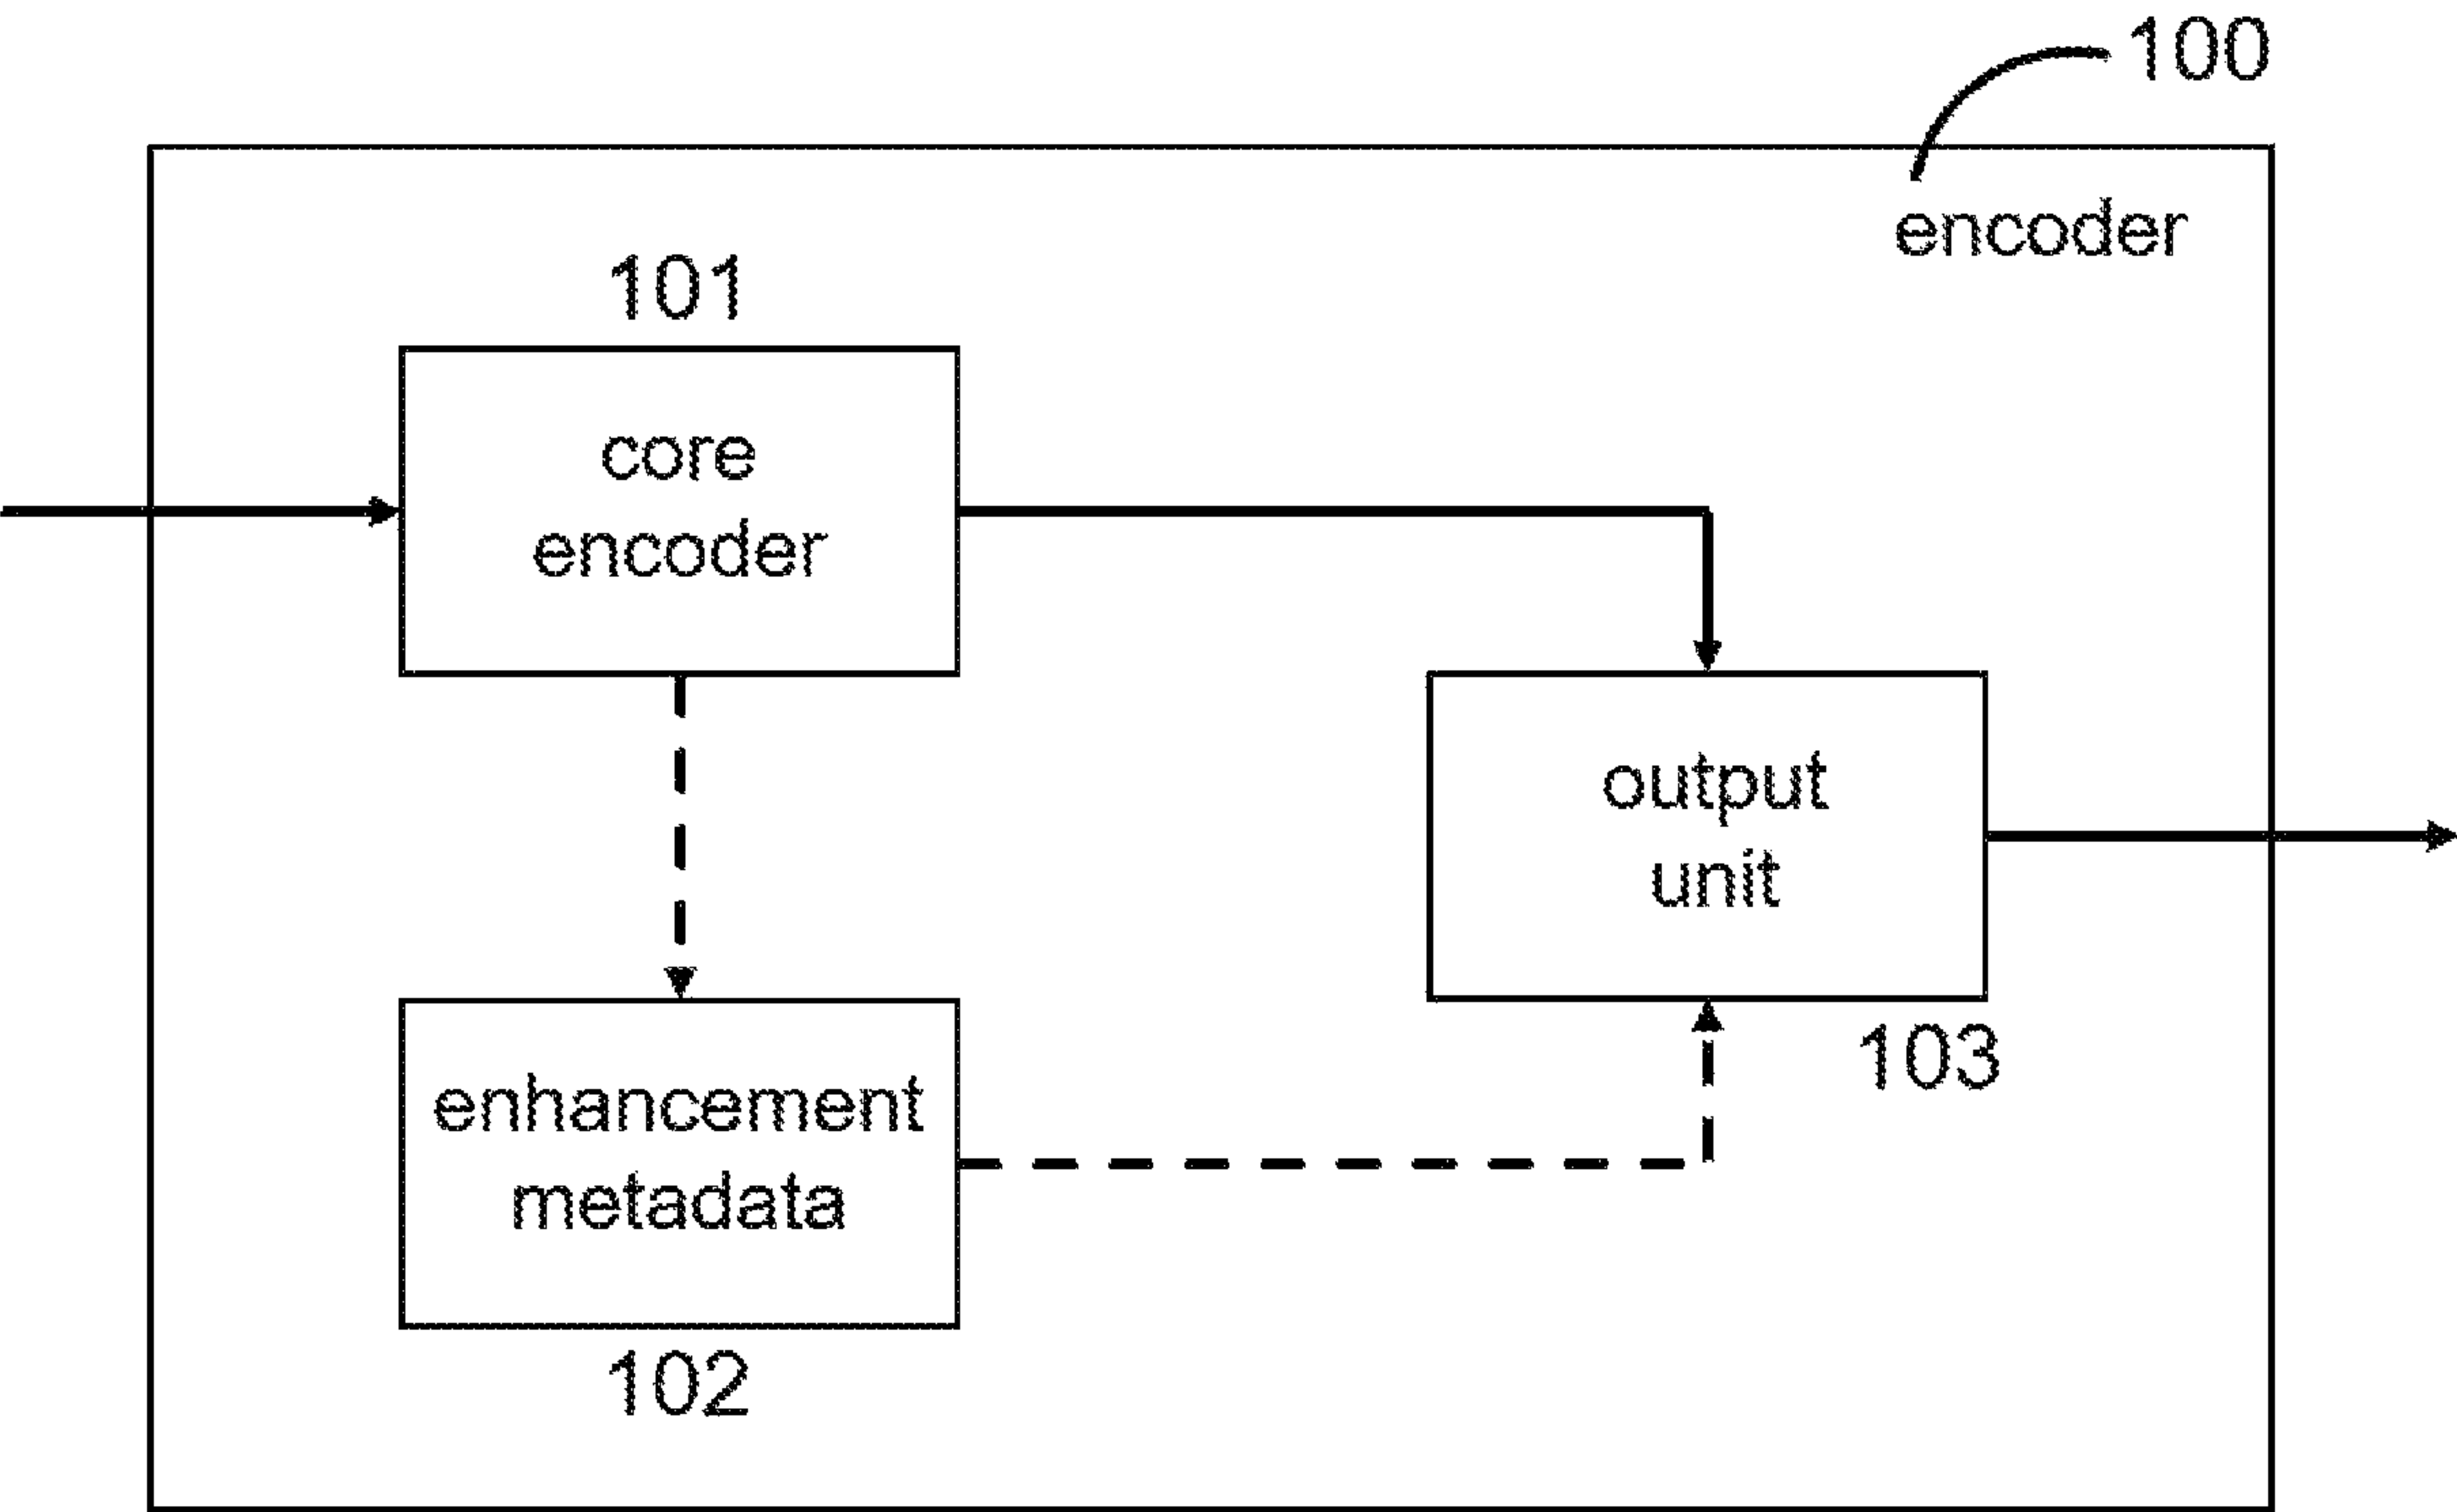 100
encoder
101
core
encoder
output
unit
103
enhancement
metadata
102